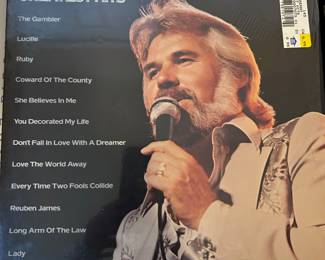 The Gambler
Lucille
Ruby
Coward Of The County
She Believes In Me
You Decorated My Life
Don't Fall In Love With A Dreamer
Love The World Away
Every Time Two Fools Collide
Reuben James
Long Arm Of The Law
Lady